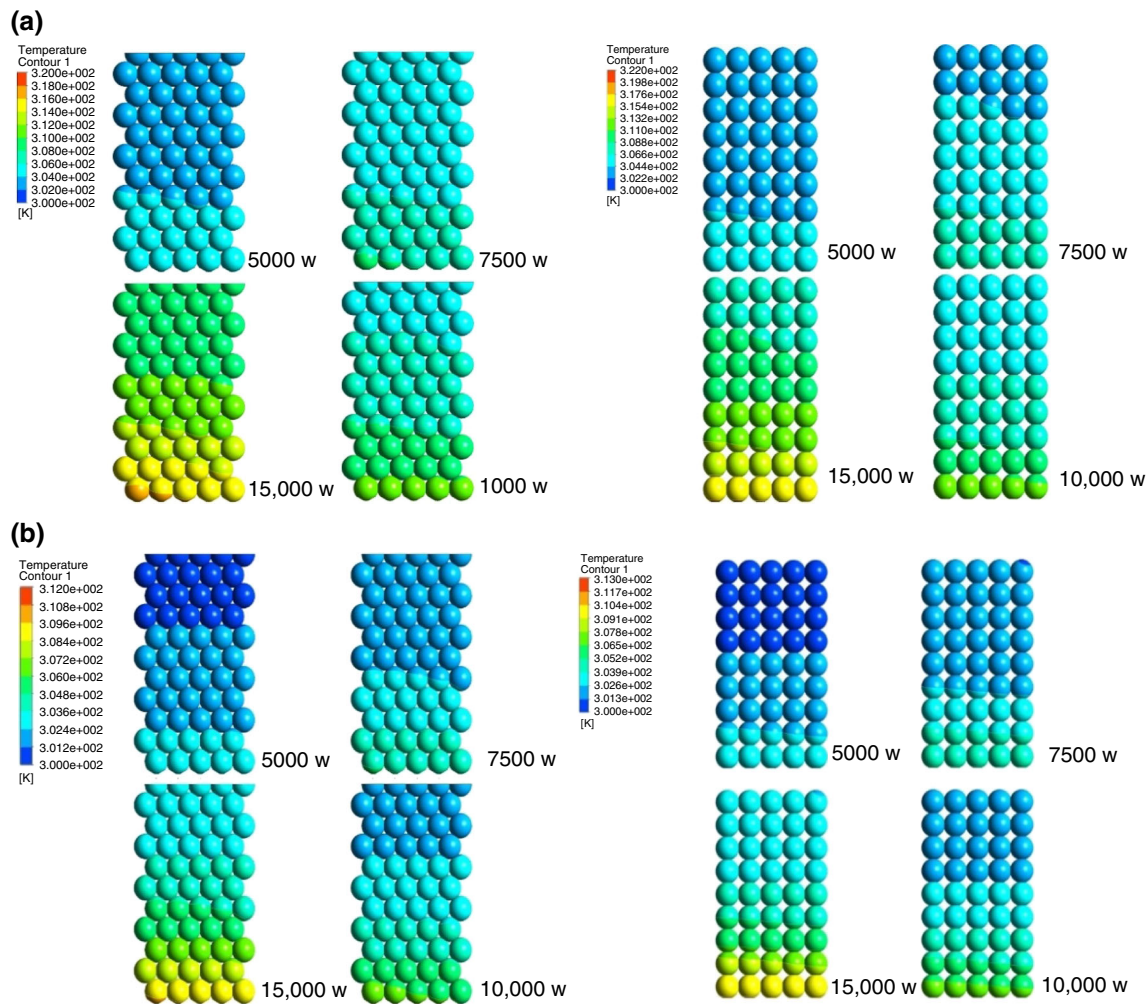 (a)
Temperature
Contour 1
3.200e+002
3.180e+002
3.160e+002
3.140e+002
3.120e+002
3.100e+002
3.080e+002
3.060e+002
3.040e+002
3.020e+002
3.000e+002
[K]
5000 w
7500 w
15,000 w
1000 w
Temperature
Contour 1
3.220e+002
3.198e+002
3.176e+002
3.154e+002
3.132e+002
3.110e+002
3.088e+002
3.066e+002
3.044e+002
3.022e+002
3.000e+002
[K]
5000 w
7500 w
15,000 w
10,000 w
(b)
Temperature
Contour 1
3.120e+002
3.108e+002
3.096e+002
3.084e+002
3.072e+002
3.060e+002
3.048e+002
3.036e+002
3.024e+002
3.012e+002
3.000e+002
[K]
5000 w
7500 w
15,000 w
10,000 w
Temperature
Contour 1
3.130e+002
3.117e+002
3.104e+002
3.091e+002
3.078e+002
3.065e+002
3.052e+002
3.039e+002
3.026e+002
3.013e+002
3.000e+002
[K]
5000 w
7500 w
15,000 w
10,000 w